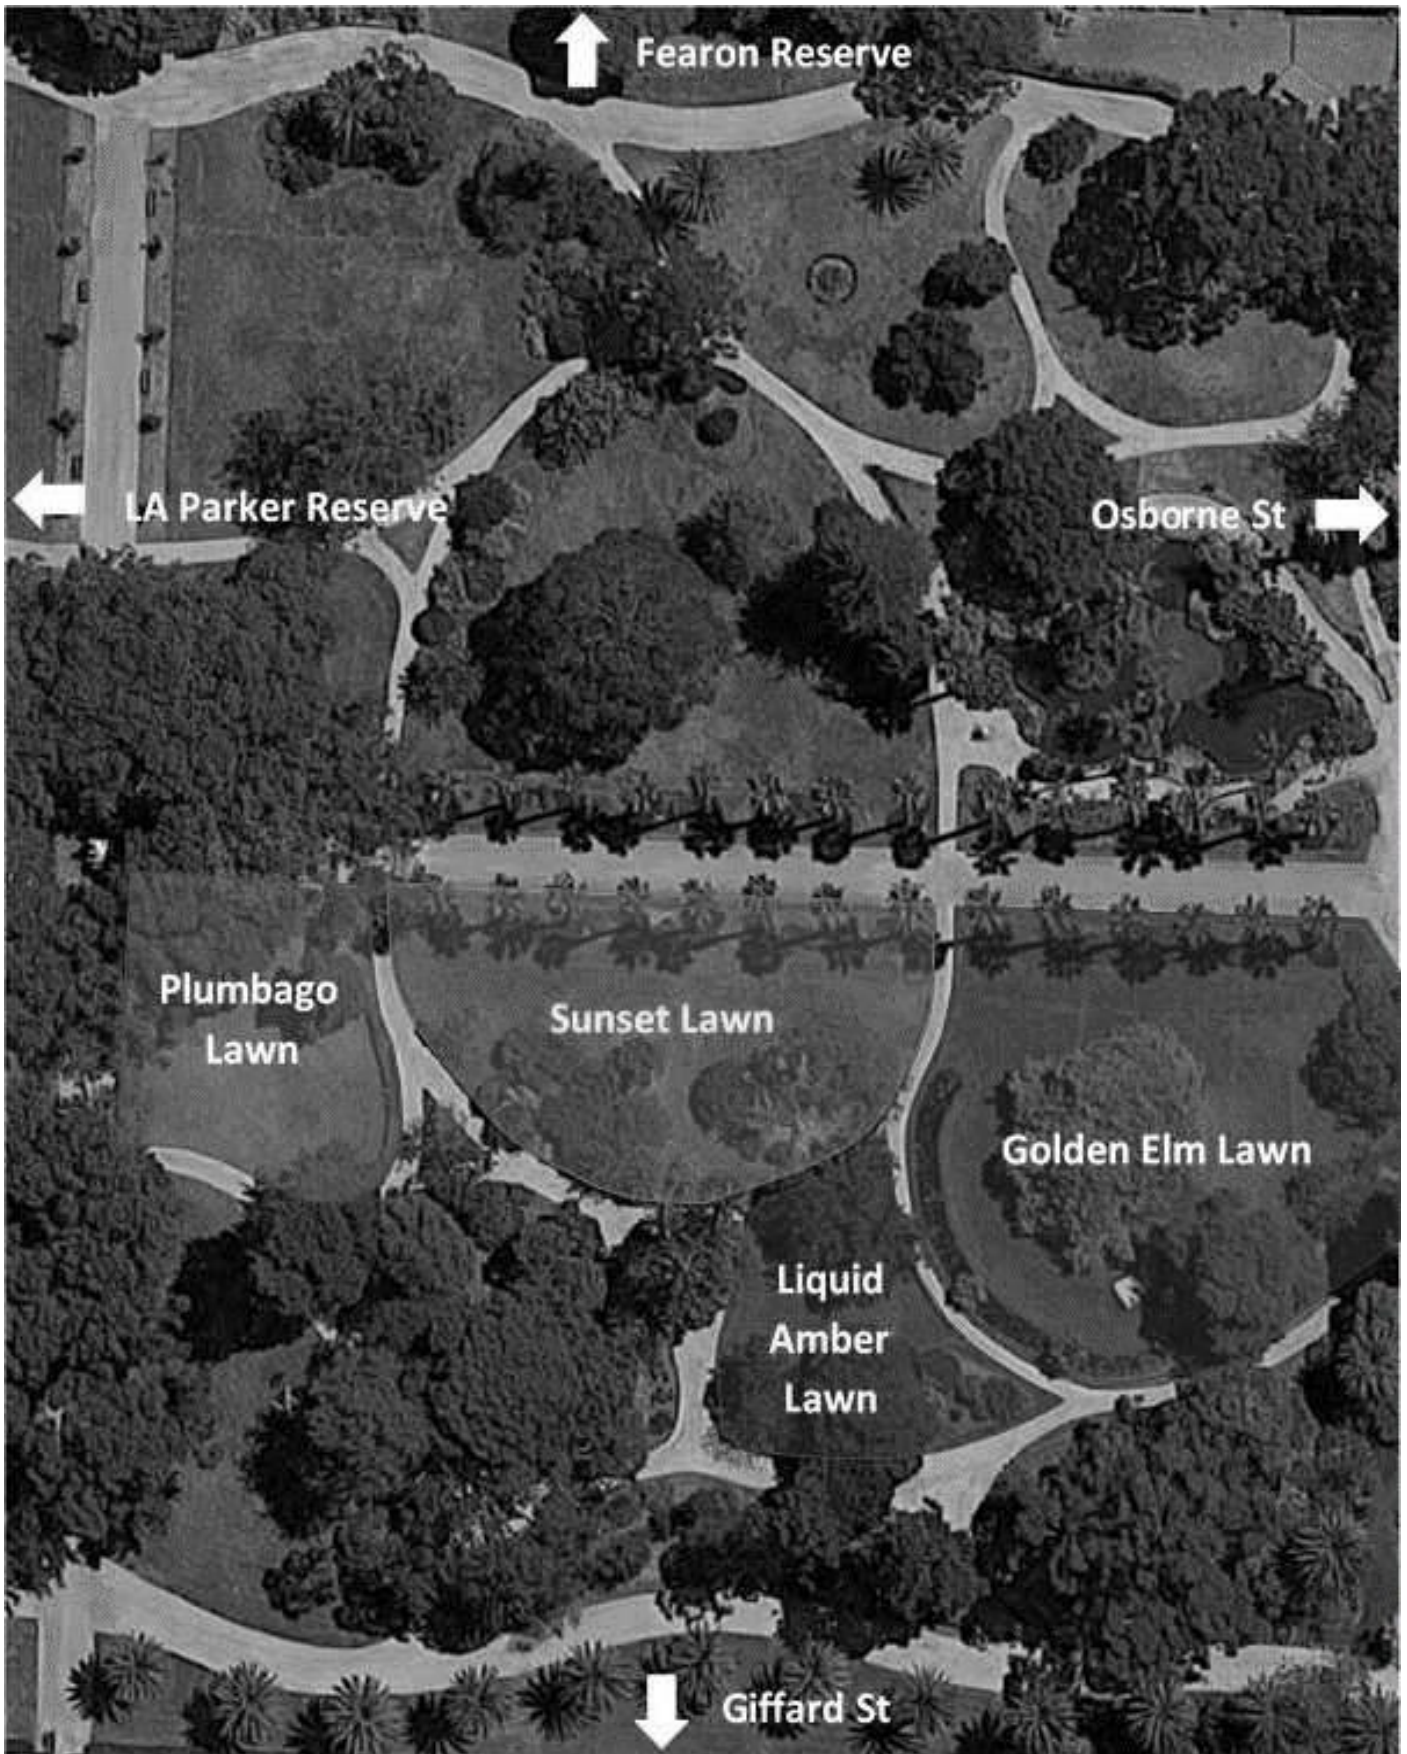 Fearon Reserve
LA Parker Reserve
Osborne St
Plumbago
Lawn
Sunset Lawn
Golden Elm Lawn
Liquid
Amber
Lawn
Giffard St